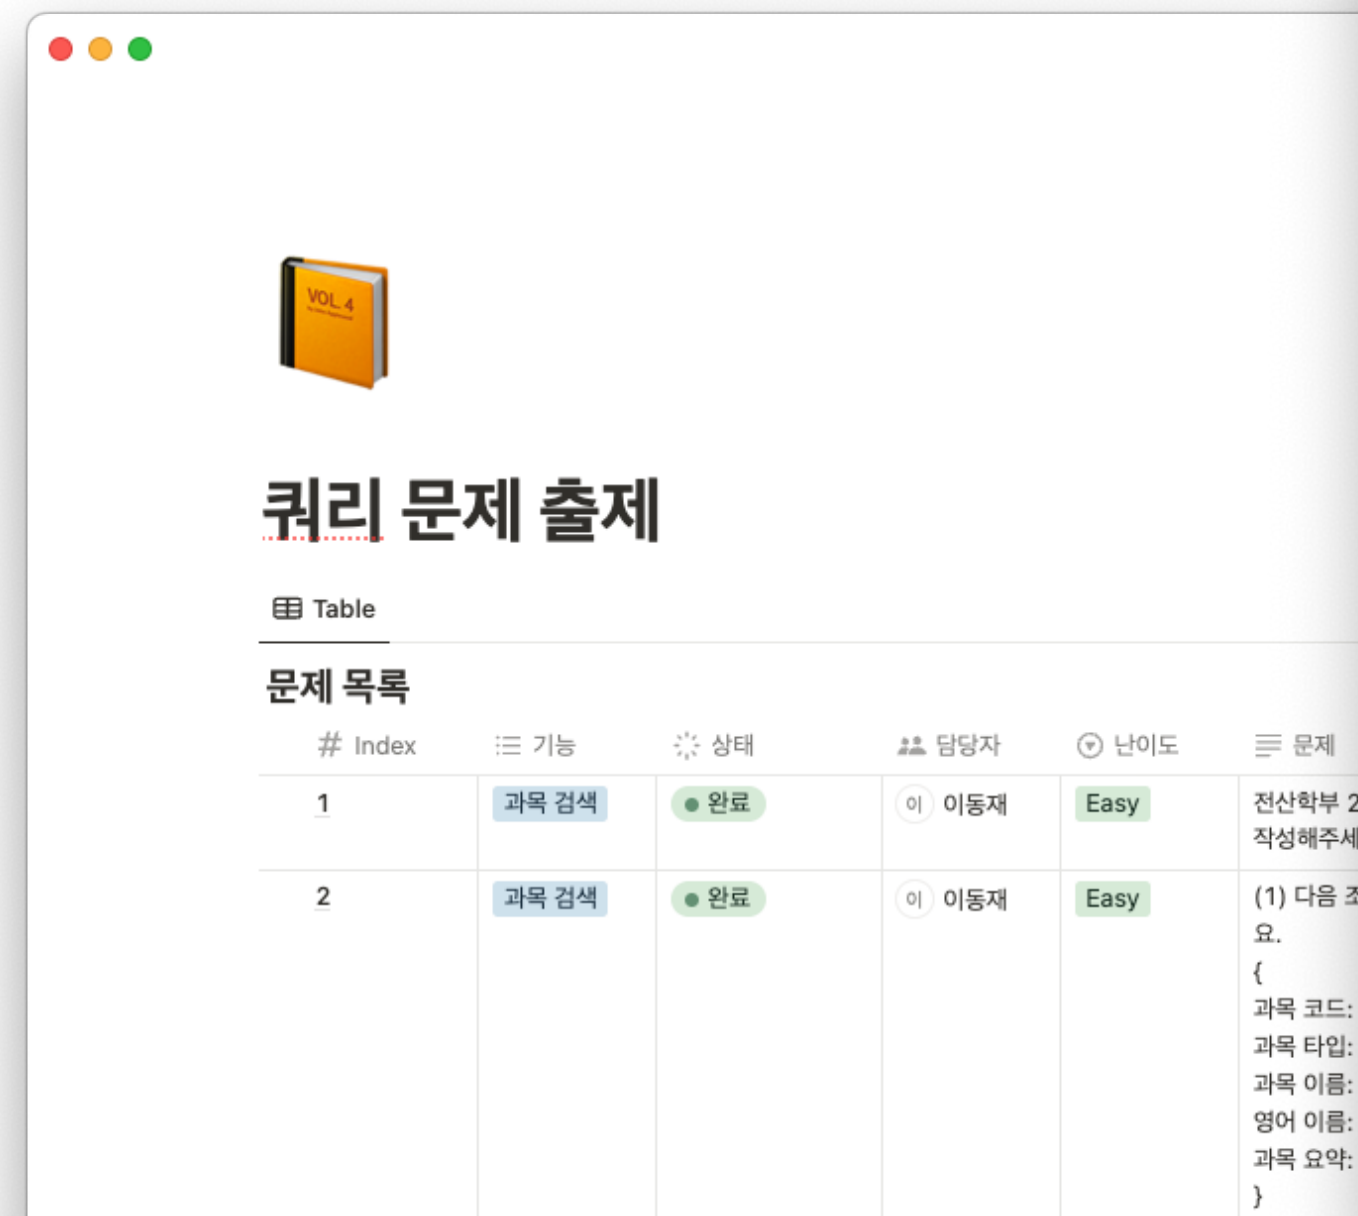 VOL. 4
쿼리 문제 출제
Table
문제 목록
Index 기능 상태 담당자 난이도 문제
1 과목 검색 완료 이 이동재 Easy 전산학부 2
작성해주세
2 과목 검색 완료 이 이동재 Easy (1) 다음 조
요.
{
과목 코드:
과목 타입:
과목 이름:
영어 이름:
과목 요약:
}